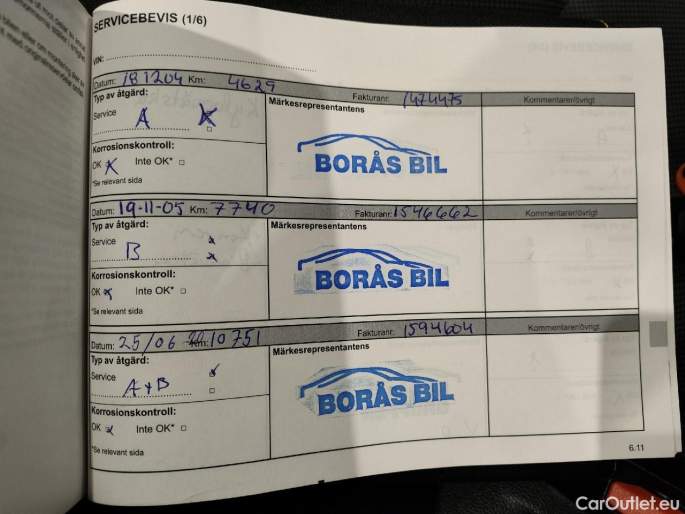 SERVICEBEVIS (1/6)
VIN:
Datum: 181204 Km: 4629 Fakturanr: 1474475 Kommentarer/övrigt
Typ av åtgärd: Märkesrepresentantens
Service A
BORÅS BIL
Korrosionskontroll:
OK Inte OK*
*Se relevant sida
Datum: 19-11-05 Km: 7740 Fakturanr: 1546662 Kommentarer/övrigt
Typ av åtgärd: Märkesrepresentantens
Service B
BORÅS BIL
Korrosionskontroll:
OK Inte OK*
*Se relevant sida
Datum: 25/06 Km: 10751 Fakturanr: 1594604 Kommentarer/övrigt
Typ av åtgärd: Märkesrepresentantens
Service A+B
BORÅS BIL
Korrosionskontroll:
OK Inte OK*
*Se relevant sida
6.11
CarOutlet.eu